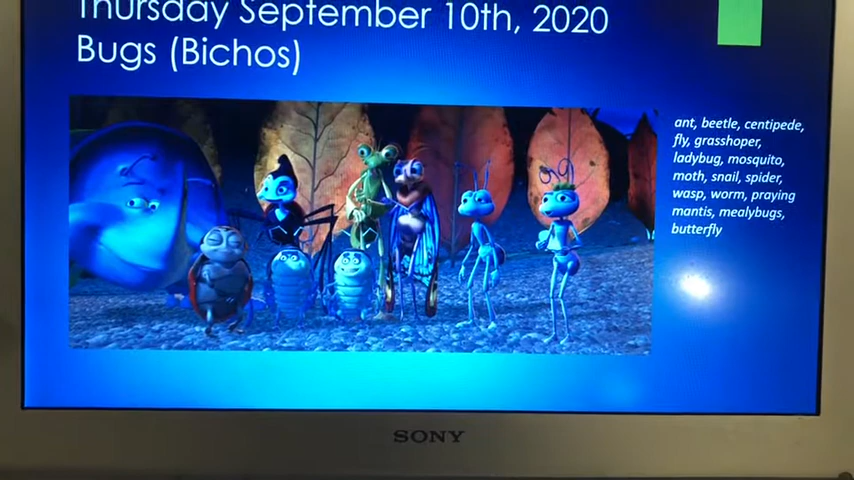 Thursday September 10th, 2020
Bugs (Bichos)
ant, beetle, centipede,
fly, grasshoper,
ladybug, mosquito,
moth, snail, spider,
wasp, worm, praying
mantis, mealybugs,
butterfly
SONY